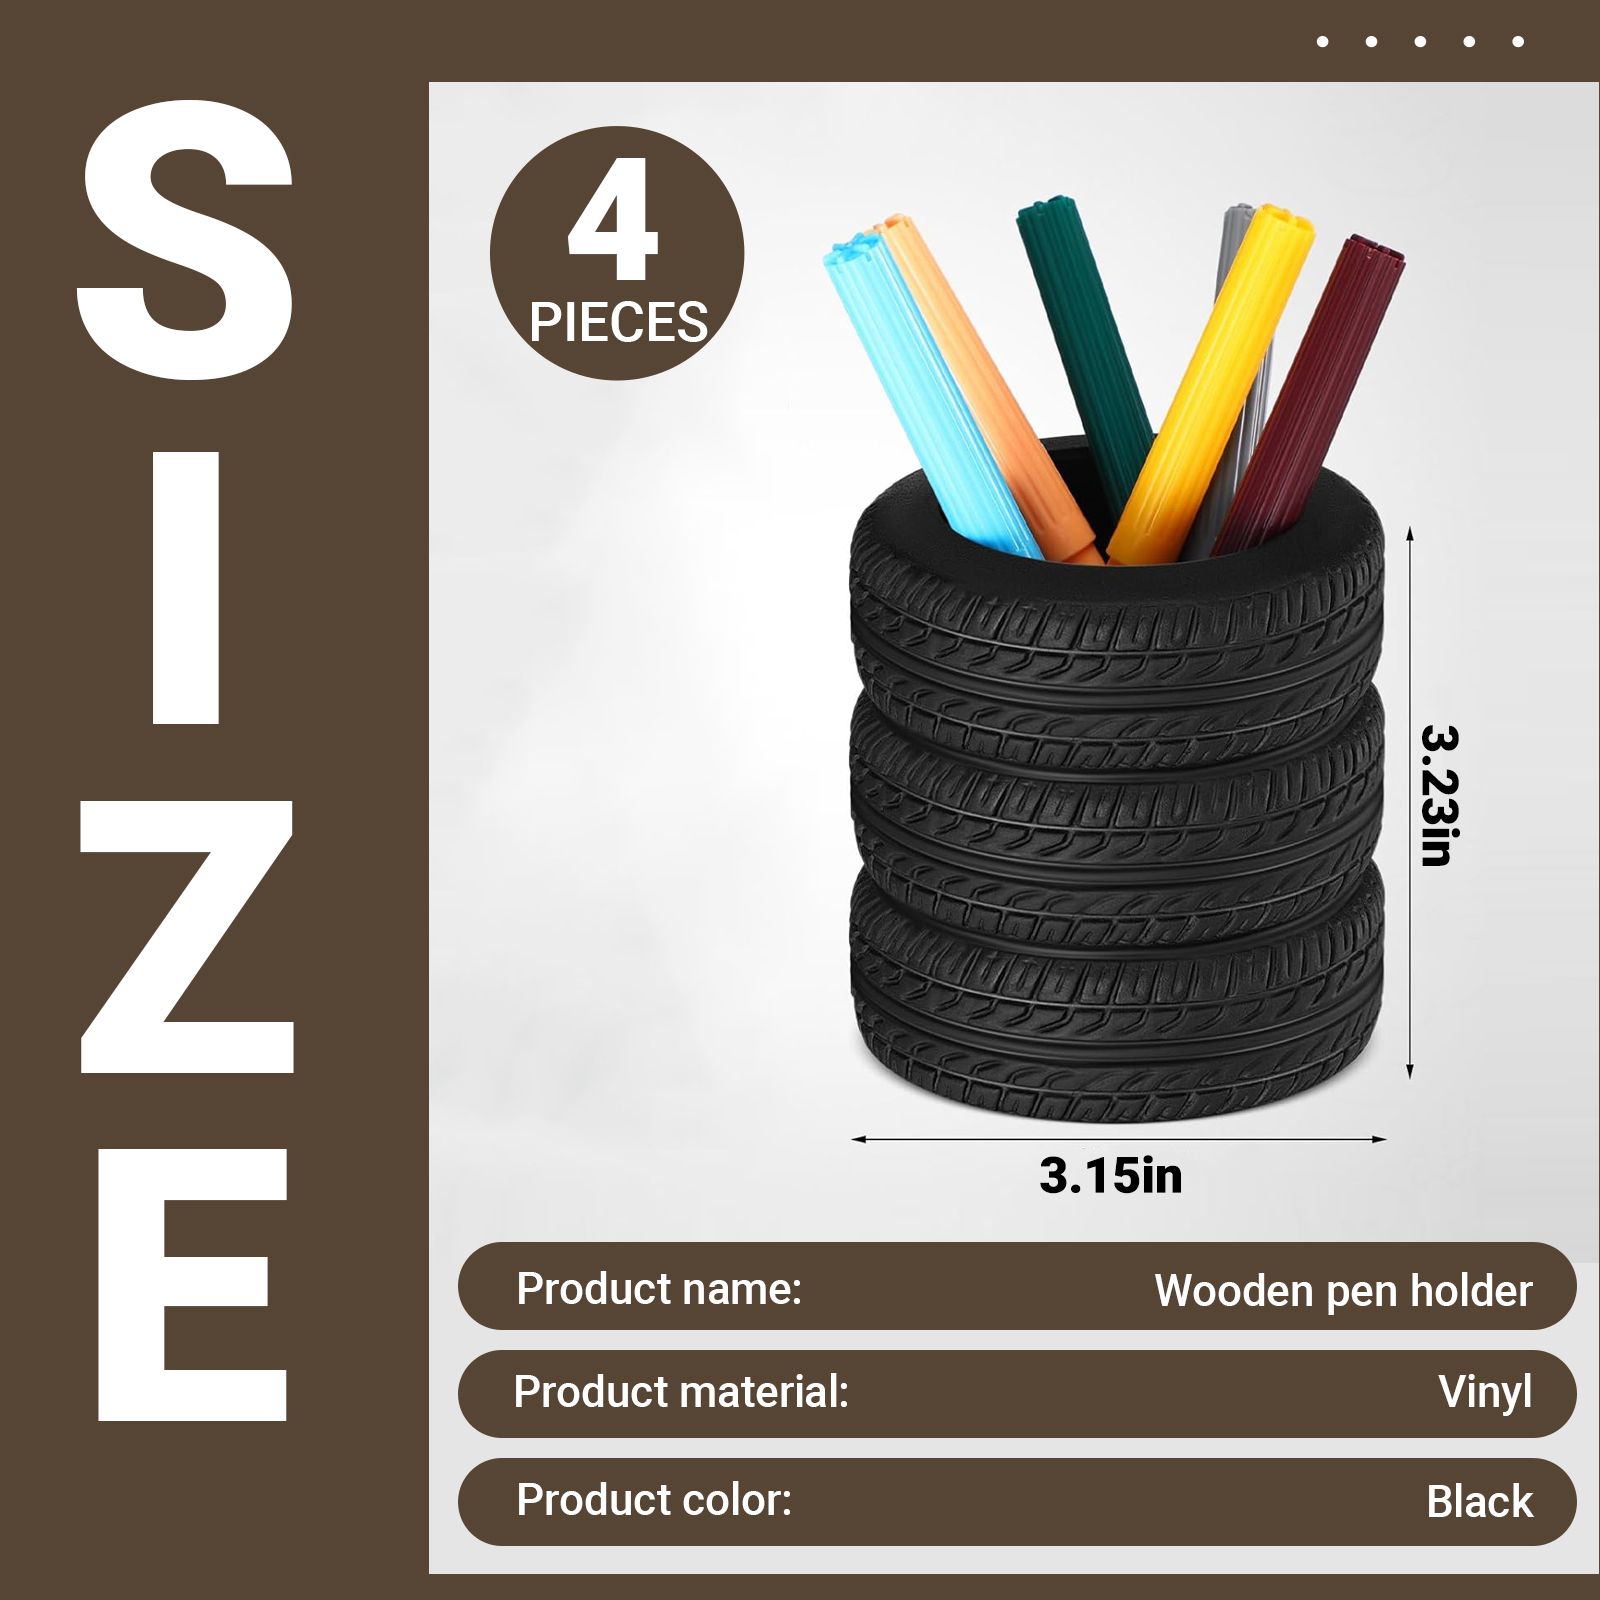 SIZE
4
PIECES
3.23in
3.15in
Product name: Wooden pen holder
Product material: Vinyl
Product color: Black